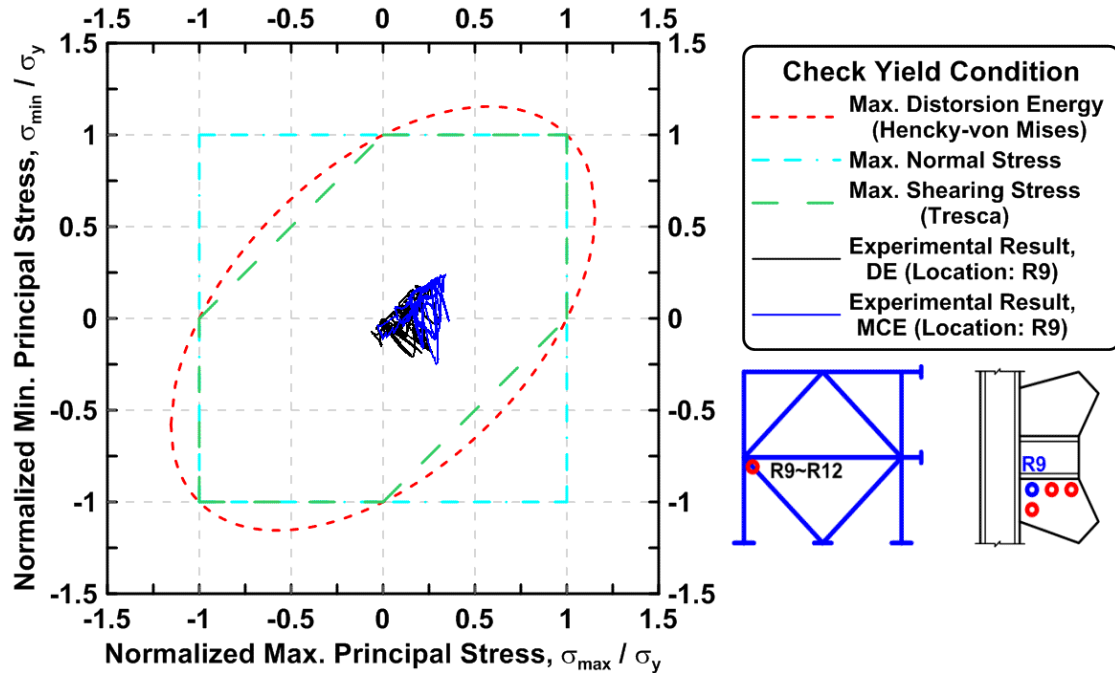 -1.5 -1 -0.5 0 0.5 1 1.5
1.5 1.5
1 1
0.5 0.5
0 0
-0.5 -0.5
-1 -1
-1.5 -1.5
-1.5 -1 -0.5 0 0.5 1 1.5
Normalized Min. Principal Stress, σmin / σy
Normalized Max. Principal Stress, σmax / σy
Check Yield Condition
Max. Distorsion Energy
(Hencky-von Mises)
Max. Normal Stress
Max. Shearing Stress
(Tresca)
Experimental Result,
DE (Location: R9)
Experimental Result,
MCE (Location: R9)
R9~R12
R9